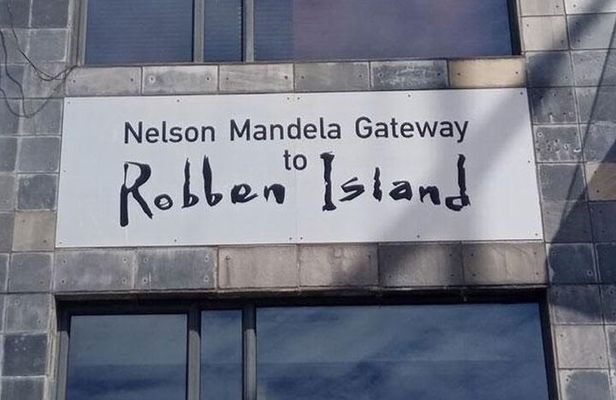 Nelson Mandela Gateway
to
Robben Island